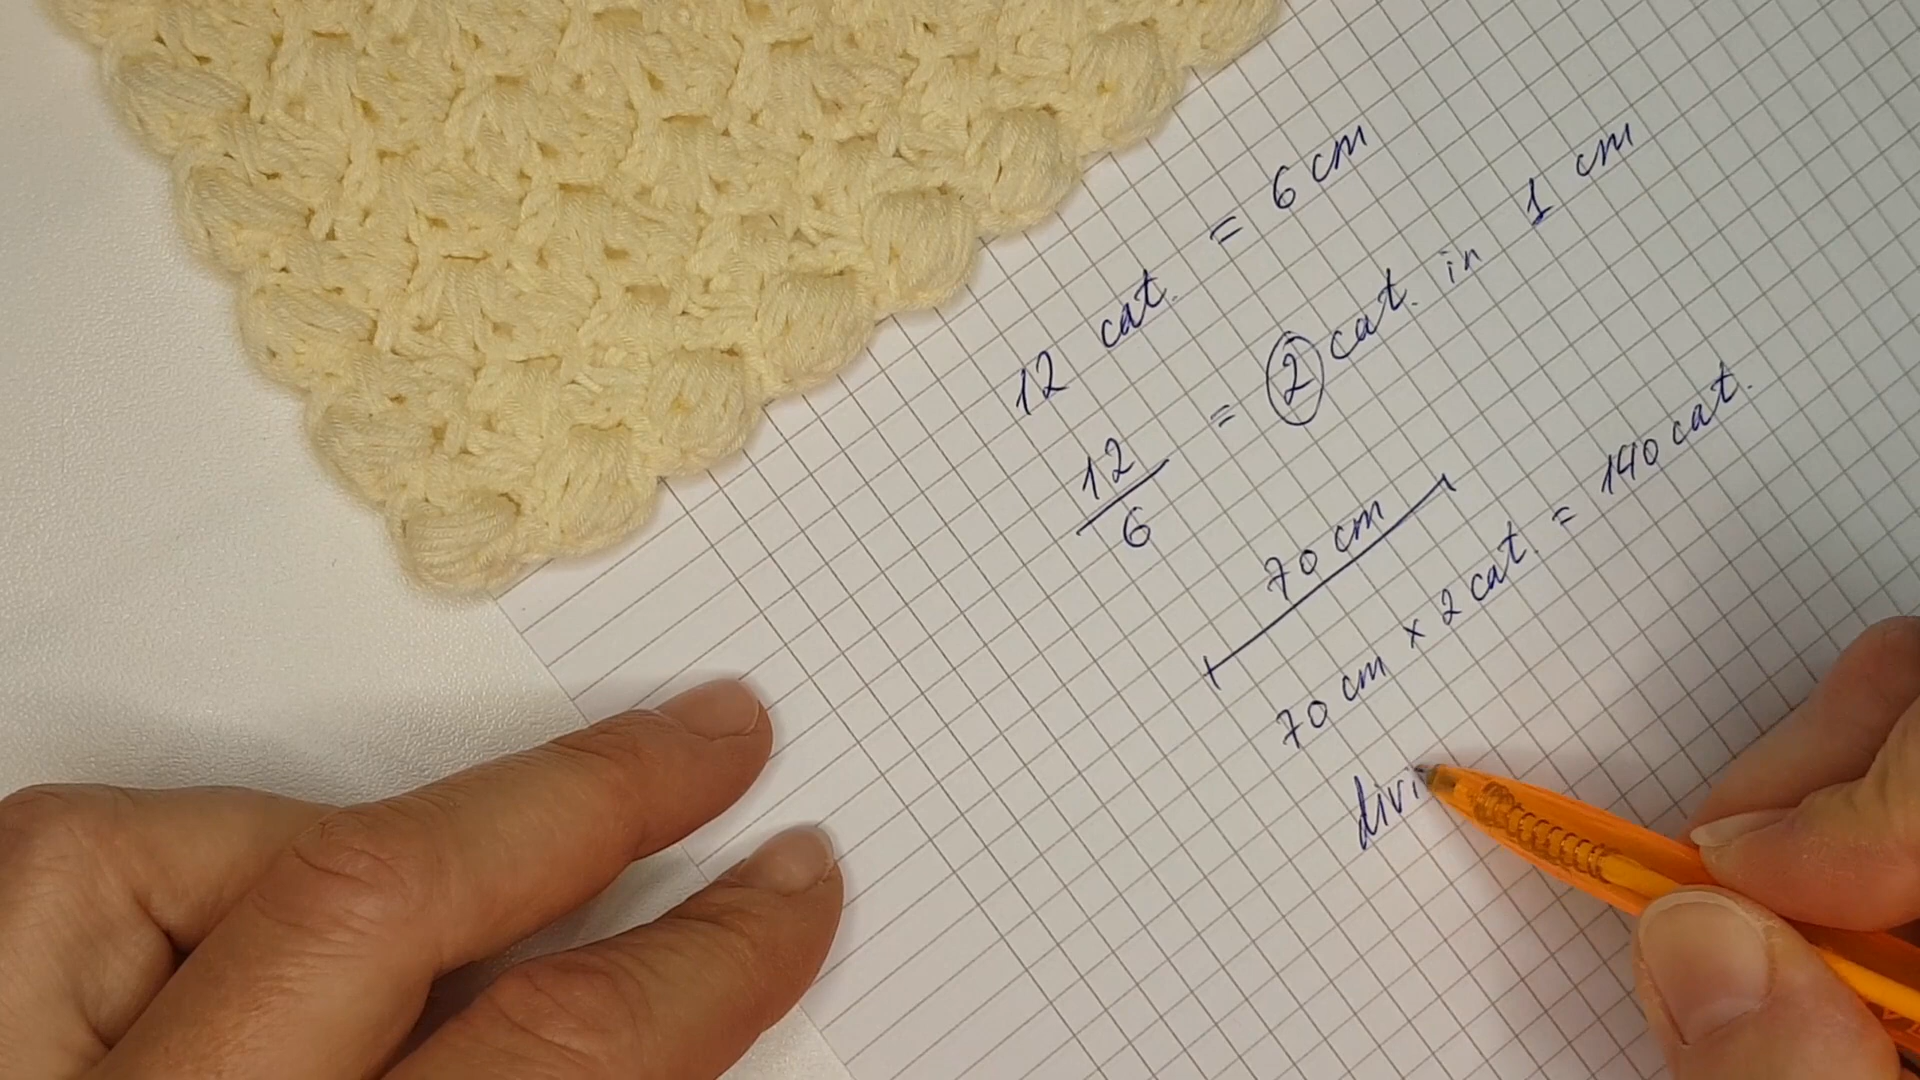 12 cat. = 6 cm
12/6 = 2 cat. in 1 cm
70 cm
70 cm × 2 cat. = 140 cat.
divi